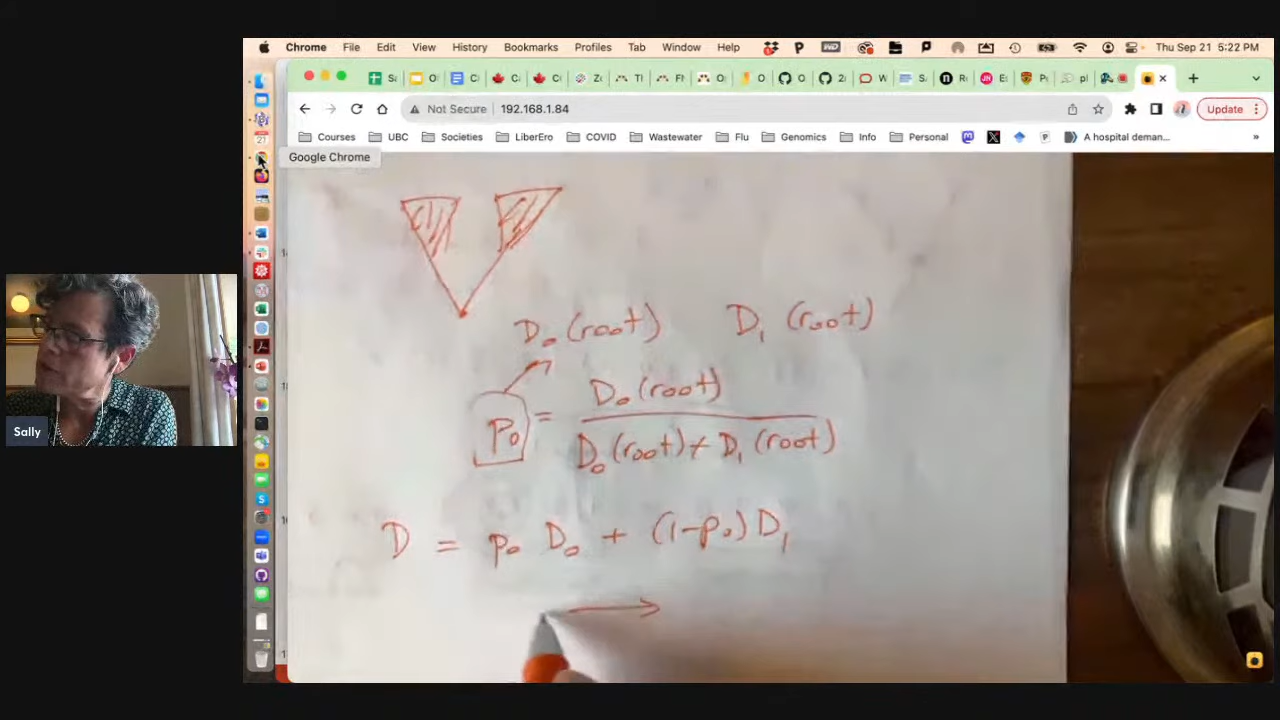 Chrome File Edit View History Bookmarks Profiles Tab Window Help Thu Sep 21 5:22 PM
Not Secure 192.168.1.84 Update
Courses UBC Societies LiberEro COVID Wastewater Flu Genomics Info Personal A hospital deman... »
Google Chrome
D₀ (root) D₁ (root)
p₀ = D₀ (root)
D₀ (root) + D₁ (root)
D = p₀ D₀ + (1-p₀) D₁
Sally